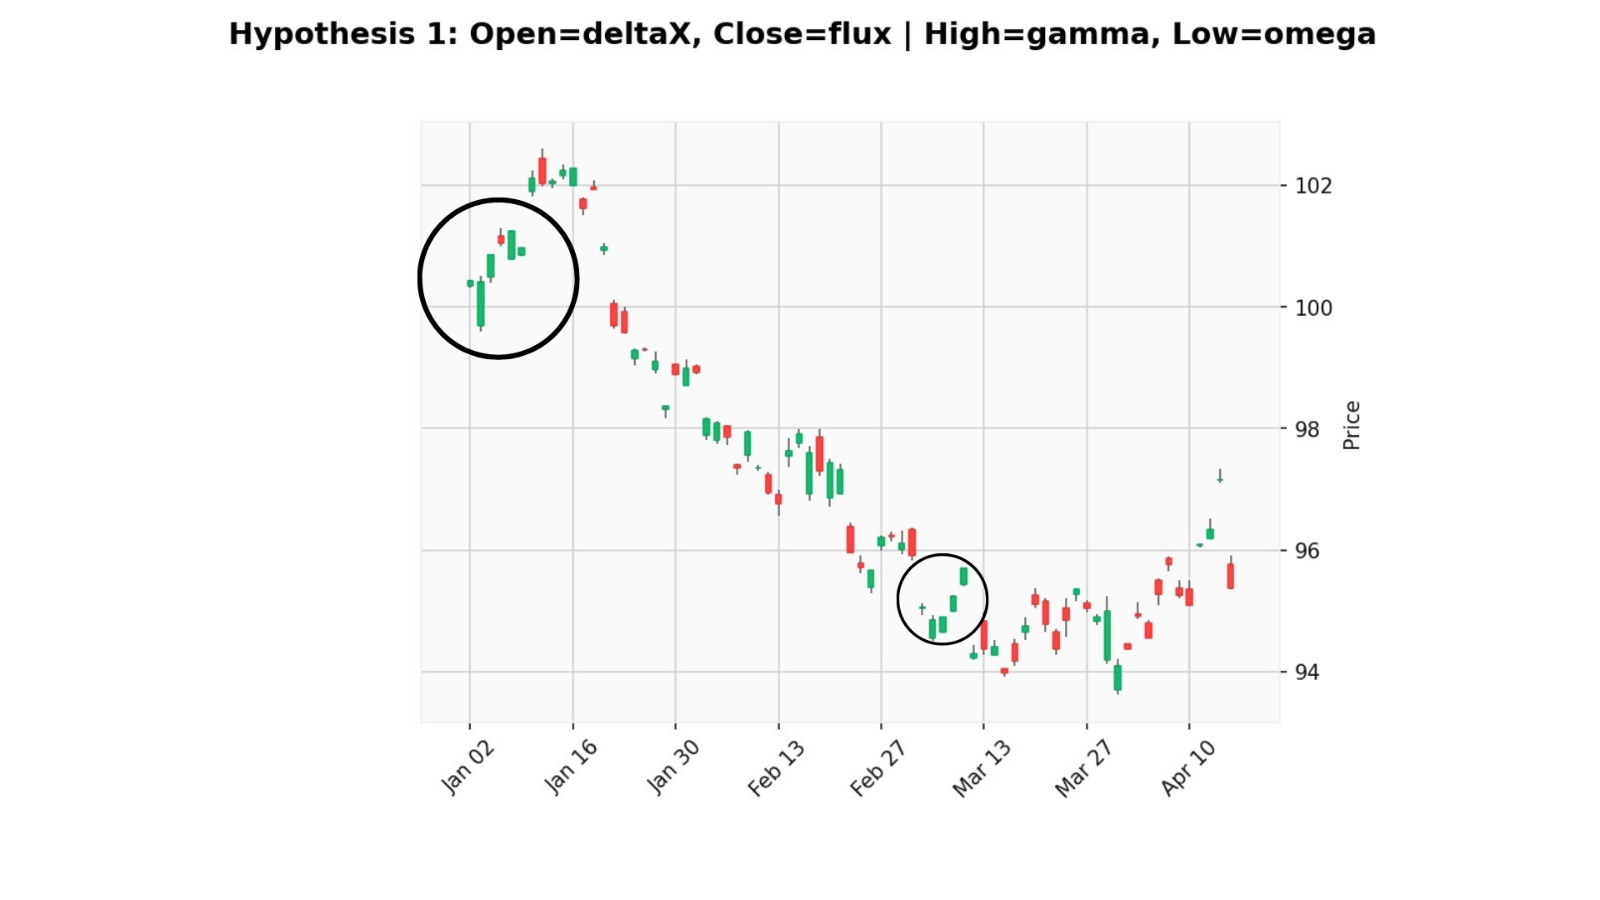 Hypothesis 1: Open=deltaX, Close=flux | High=gamma, Low=omega
102
100
98
96
94
Price
Jan 02
Jan 16
Jan 30
Feb 13
Feb 27
Mar 13
Mar 27
Apr 10